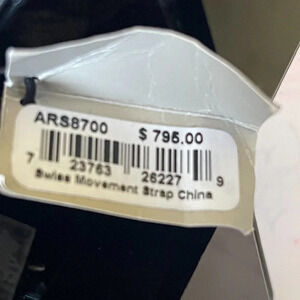 ARS8700 $ 795.00
7 23763 26227 9
Swiss Movement Strap China